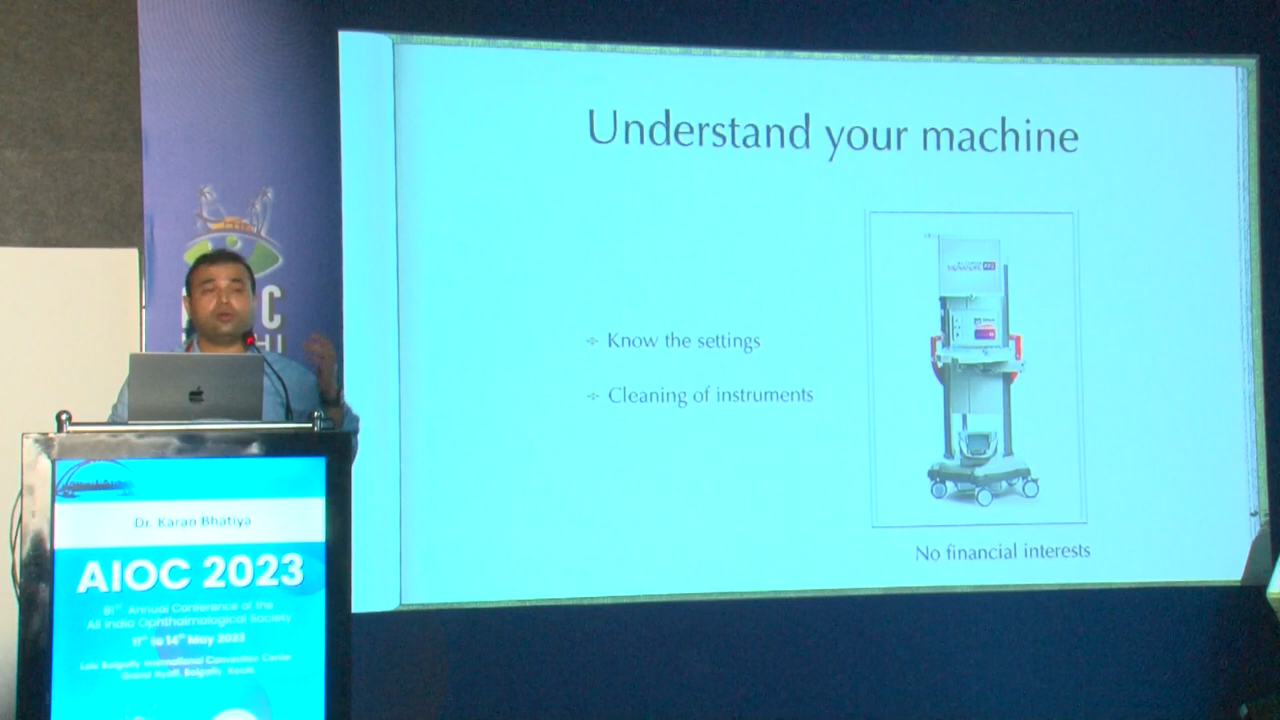 Understand your machine
Know the settings
Cleaning of instruments
SIGNATURE
No financial interests
Dr. Karan Bhatiya
AIOC 2023
81st Annual Conference of the
All India Ophthalmological Society
11th to 14th May 2023
Lulu Bolgatty International Convention Center
Grand Hyatt, Bolgatty, Kochi